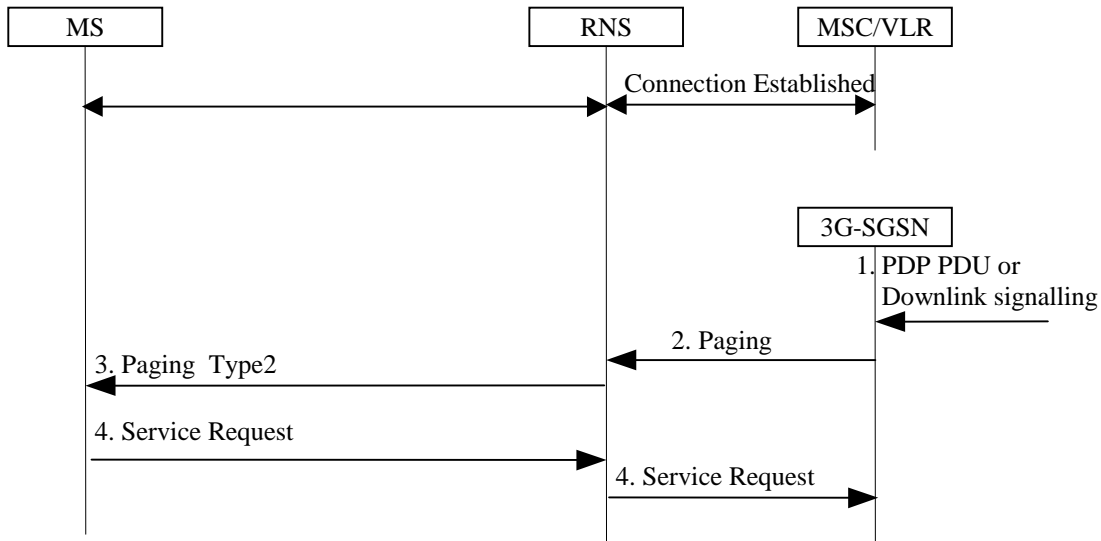 MS
RNS
MSC/VLR
Connection Established
3G-SGSN
1. PDP PDU or
Downlink signalling
2. Paging
3. Paging Type2
4. Service Request
4. Service Request